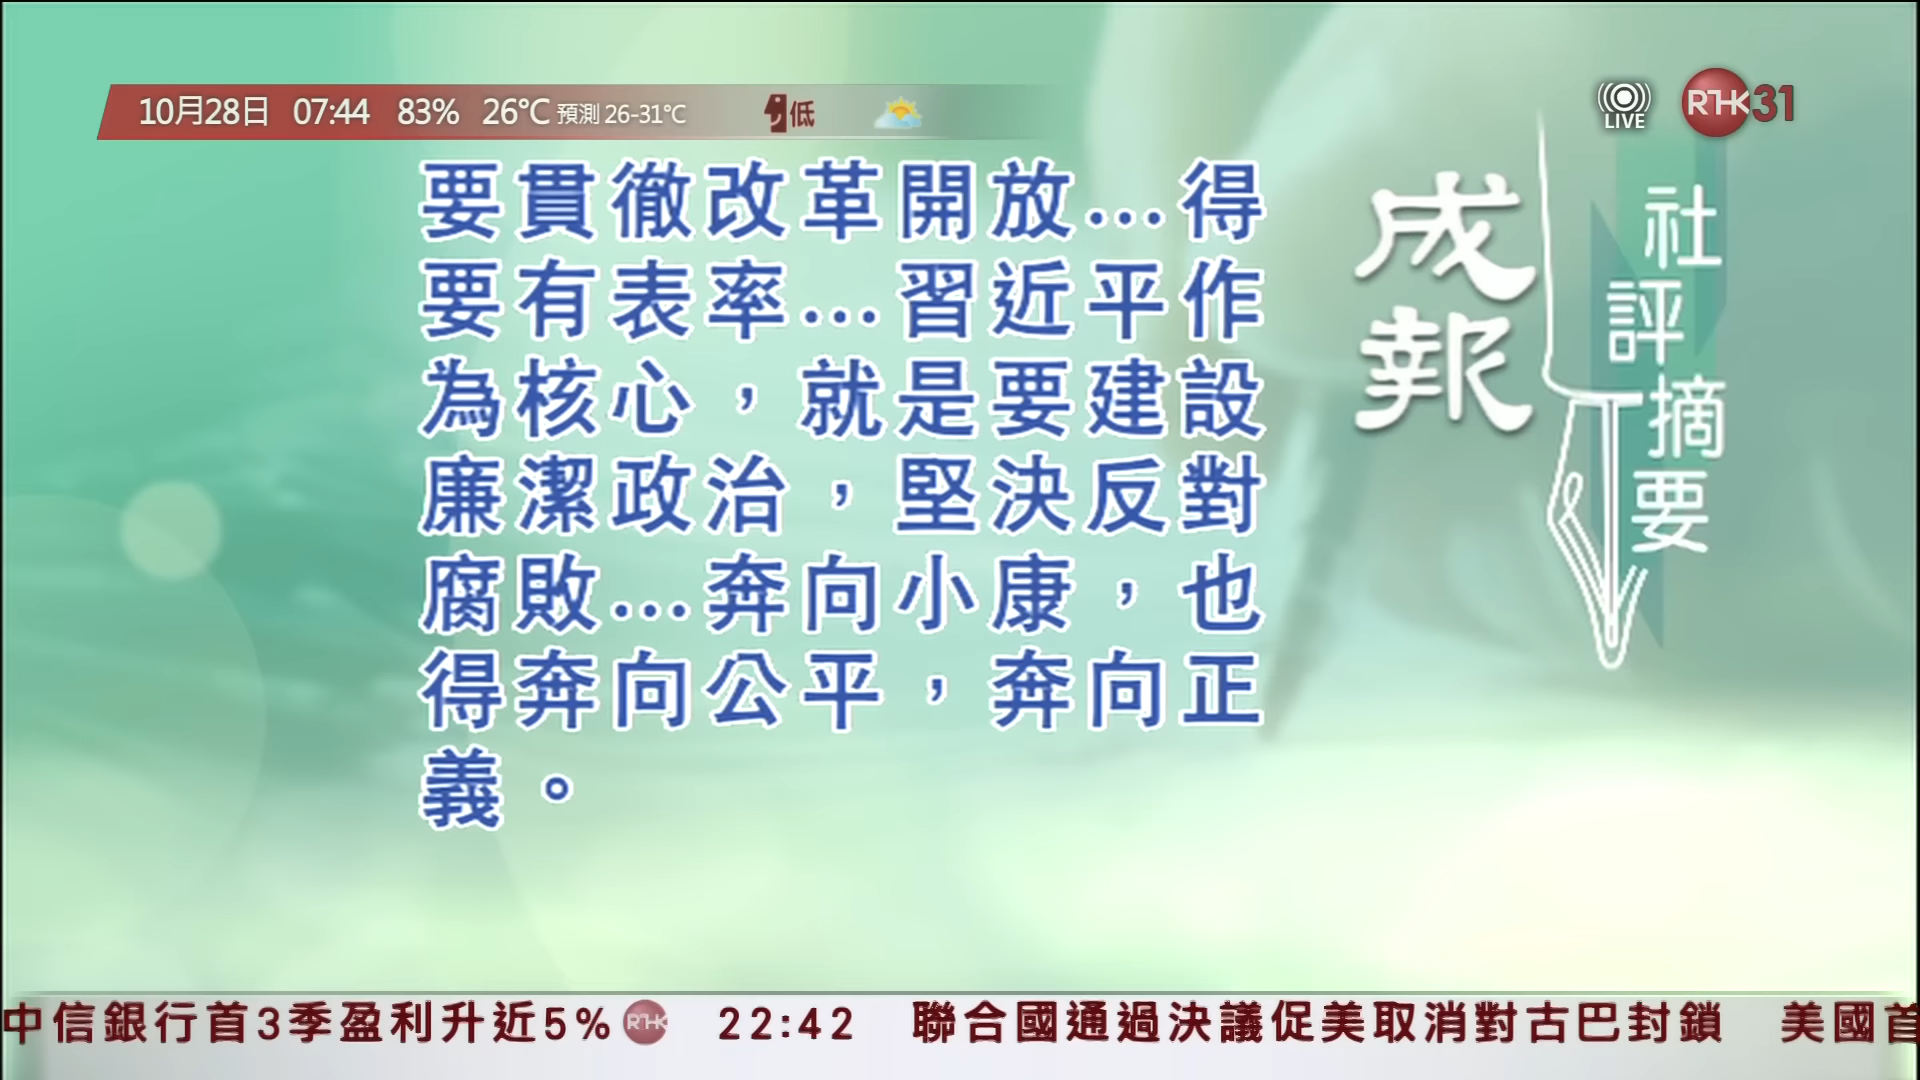 10月28日 07:44 83% 26°C 預測 26-31°C 低
LIVE
RTHK 31
要貫徹改革開放...得
要有表率...習近平作
為核心，就是要建設
廉潔政治，堅決反對
腐敗...奔向小康，也
得奔向公平，奔向正
義。
成報
社評摘要
中信銀行首3季盈利升近5% RTHK 22:42 聯合國通過決議促美取消對古巴封鎖 美國首